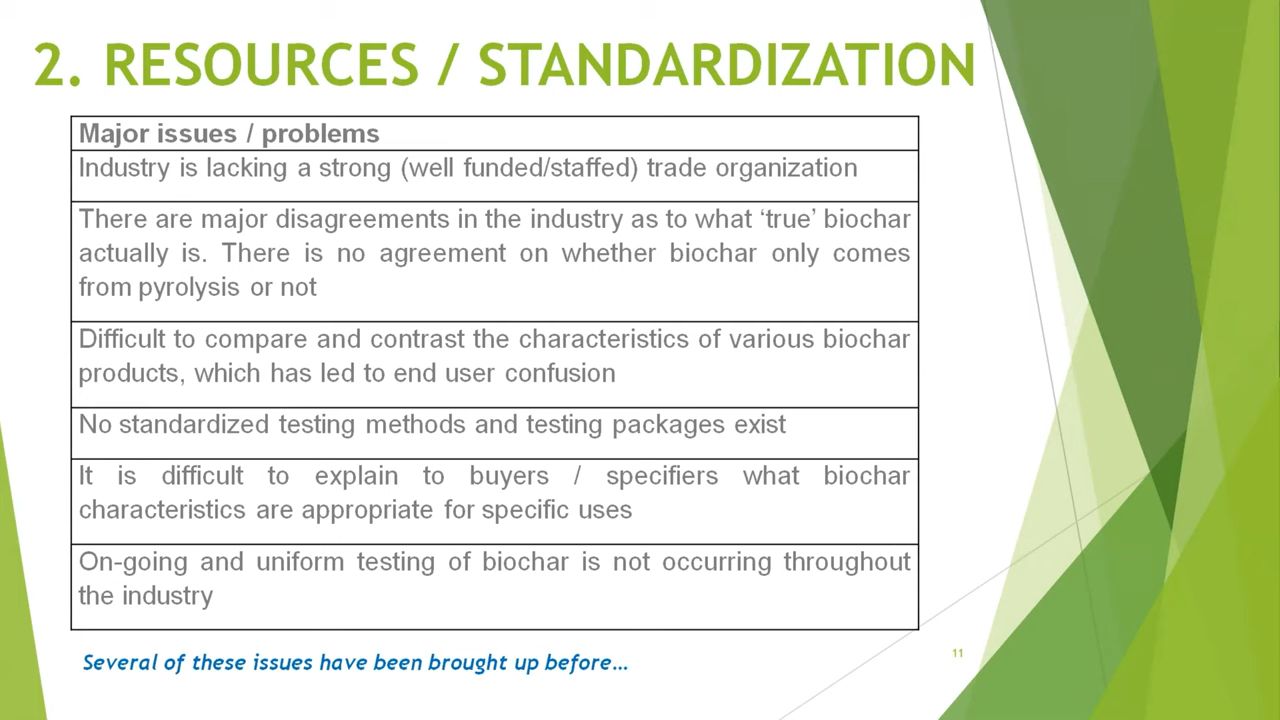 2. RESOURCES / STANDARDIZATION
Major issues / problems
Industry is lacking a strong (well funded/staffed) trade organization
There are major disagreements in the industry as to what ‘true’ biochar
actually is. There is no agreement on whether biochar only comes
from pyrolysis or not
Difficult to compare and contrast the characteristics of various biochar
products, which has led to end user confusion
No standardized testing methods and testing packages exist
It is difficult to explain to buyers / specifiers what biochar
characteristics are appropriate for specific uses
On-going and uniform testing of biochar is not occurring throughout
the industry
Several of these issues have been brought up before…
11